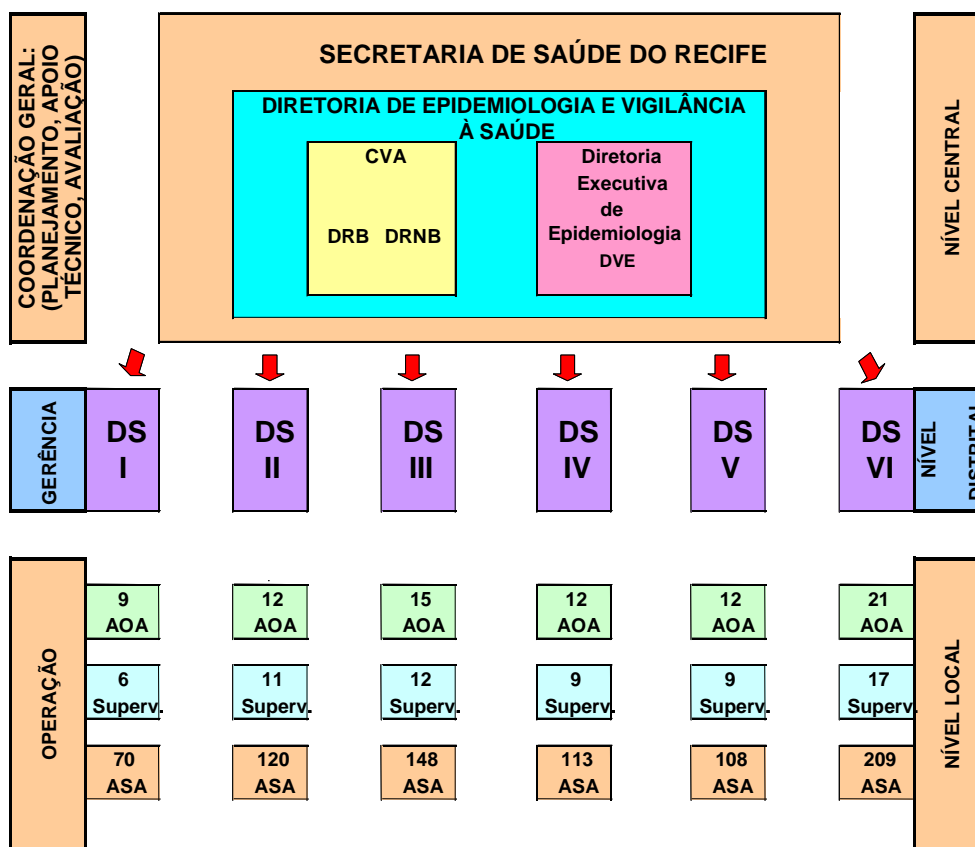 COORDENAÇÃO GERAL:
(PLANEJAMENTO, APOIO
TÉCNICO, AVALIAÇÃO)
SECRETARIA DE SAÚDE DO RECIFE
DIRETORIA DE EPIDEMIOLOGIA E VIGILÂNCIA
À SAÚDE
CVA
DRB DRNB
Diretoria
Executiva
de
Epidemiologia
DVE
NÍVEL CENTRAL
GERÊNCIA
DS
I
DS
II
DS
III
DS
IV
DS
V
DS
VI
NÍVEL
DISTRITAL
OPERAÇÃO
9
AOA
12
AOA
15
AOA
12
AOA
12
AOA
21
AOA
6
Superv.
11
Superv.
12
Superv.
9
Superv.
9
Superv.
17
Superv.
70
ASA
120
ASA
148
ASA
113
ASA
108
ASA
209
ASA
NÍVEL LOCAL